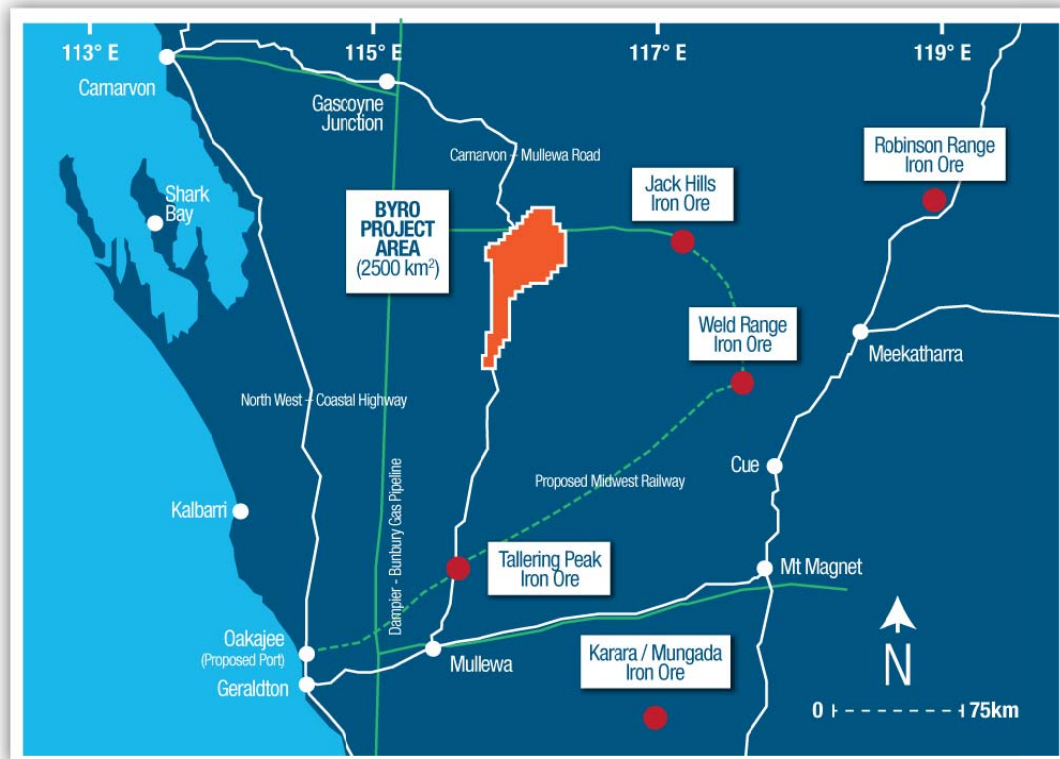 113° E
115° E
117° E
119° E
Carnarvon
Gascoyne
Junction
Carnarvon - Mullewa Road
Robinson Range
Iron Ore
Jack Hills
Iron Ore
Shark
Bay
BYRO
PROJECT
AREA
(2500 km²)
Weld Range
Iron Ore
Meekatharra
North West - Coastal Highway
Cue
Proposed Midwest Railway
Kalbarri
Dampier - Bunbury Gas Pipeline
Tallering Peak
Iron Ore
Mt Magnet
Oakajee
(Proposed Port)
Mullewa
Karara / Mungada
Iron Ore
N
Geraldton
0
75km